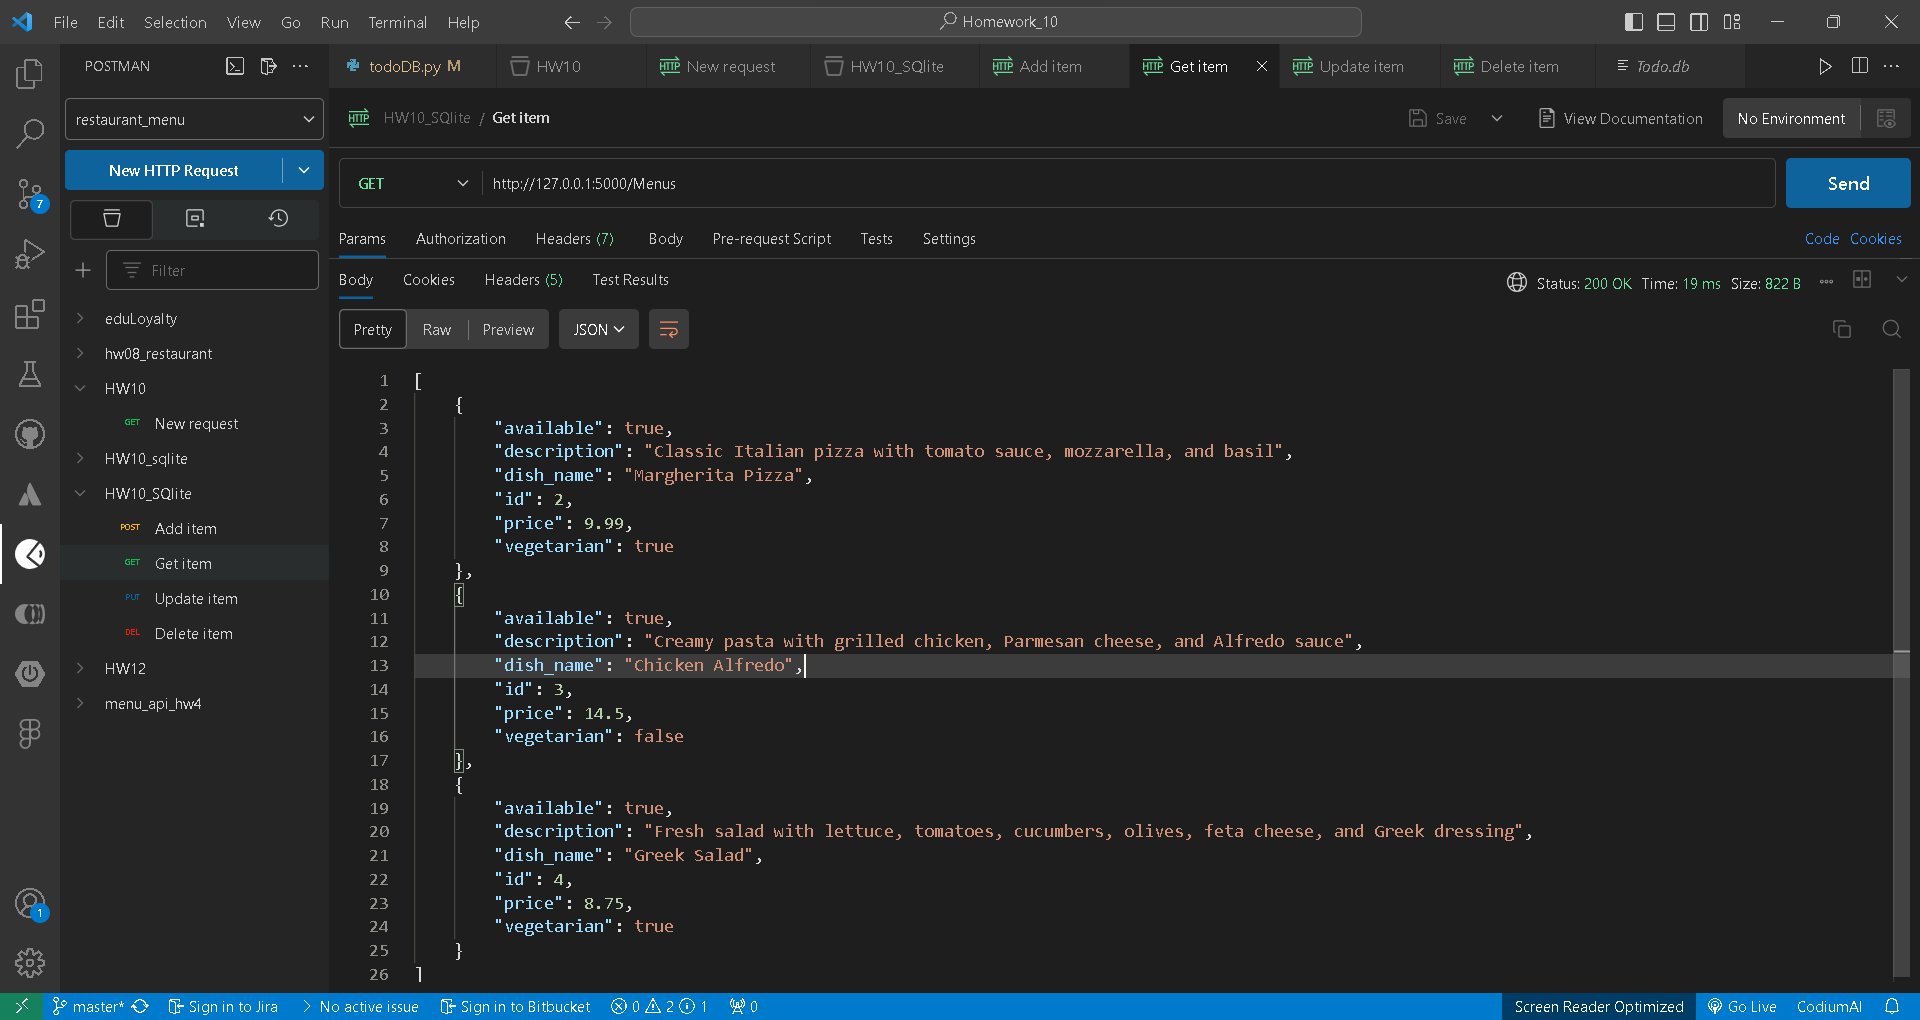 File Edit Selection View Go Run Terminal Help
Homework_10
POSTMAN
todoDB.py M HW10 New request HW10_SQlite Add item Get item Update item Delete item Todo.db
restaurant_menu
HW10_SQlite / Get item
Save View Documentation No Environment
New HTTP Request
GET http://127.0.0.1:5000/Menus Send
Params Authorization Headers (7) Body Pre-request Script Tests Settings Code Cookies
Filter
Body Cookies Headers (5) Test Results Status: 200 OK Time: 19 ms Size: 822 B
Pretty Raw Preview JSON
7
eduLoyalty
hw08_restaurant
HW10
GET New request
HW10_sqlite
HW10_SQlite
POST Add item
GET Get item
PUT Update item
DEL Delete item
HW12
menu_api_hw4
1
1 [
2 {
3 "available": true,
4 "description": "Classic Italian pizza with tomato sauce, mozzarella, and basil",
5 "dish_name": "Margherita Pizza",
6 "id": 2,
7 "price": 9.99,
8 "vegetarian": true
9 },
10 {
11 "available": true,
12 "description": "Creamy pasta with grilled chicken, Parmesan cheese, and Alfredo sauce",
13 "dish_name": "Chicken Alfredo",
14 "id": 3,
15 "price": 14.5,
16 "vegetarian": false
17 },
18 {
19 "available": true,
20 "description": "Fresh salad with lettuce, tomatoes, cucumbers, olives, feta cheese, and Greek dressing",
21 "dish_name": "Greek Salad",
22 "id": 4,
23 "price": 8.75,
24 "vegetarian": true
25 }
26 ]
master* Sign in to Jira No active issue Sign in to Bitbucket 0 2 1 0 Screen Reader Optimized Go Live CodiumAI